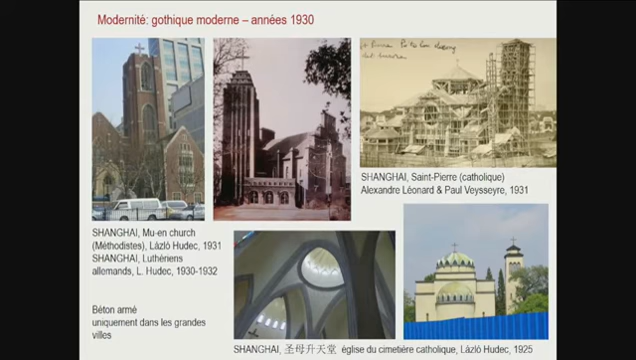 Modernité: gothique moderne – années 1930
SHANGHAI, Saint-Pierre (catholique)
Alexandre Léonard & Paul Veysseyre, 1931
SHANGHAI, Mu-en church
(Méthodistes), Làzló Hudec, 1931
SHANGHAI, Luthériens
allemands, L. Hudec, 1930-1932
Béton armé
uniquement dans les grandes
villes
SHANGHAI, 圣母升天堂 église du cimetière catholique, Làzló Hudec, 1925